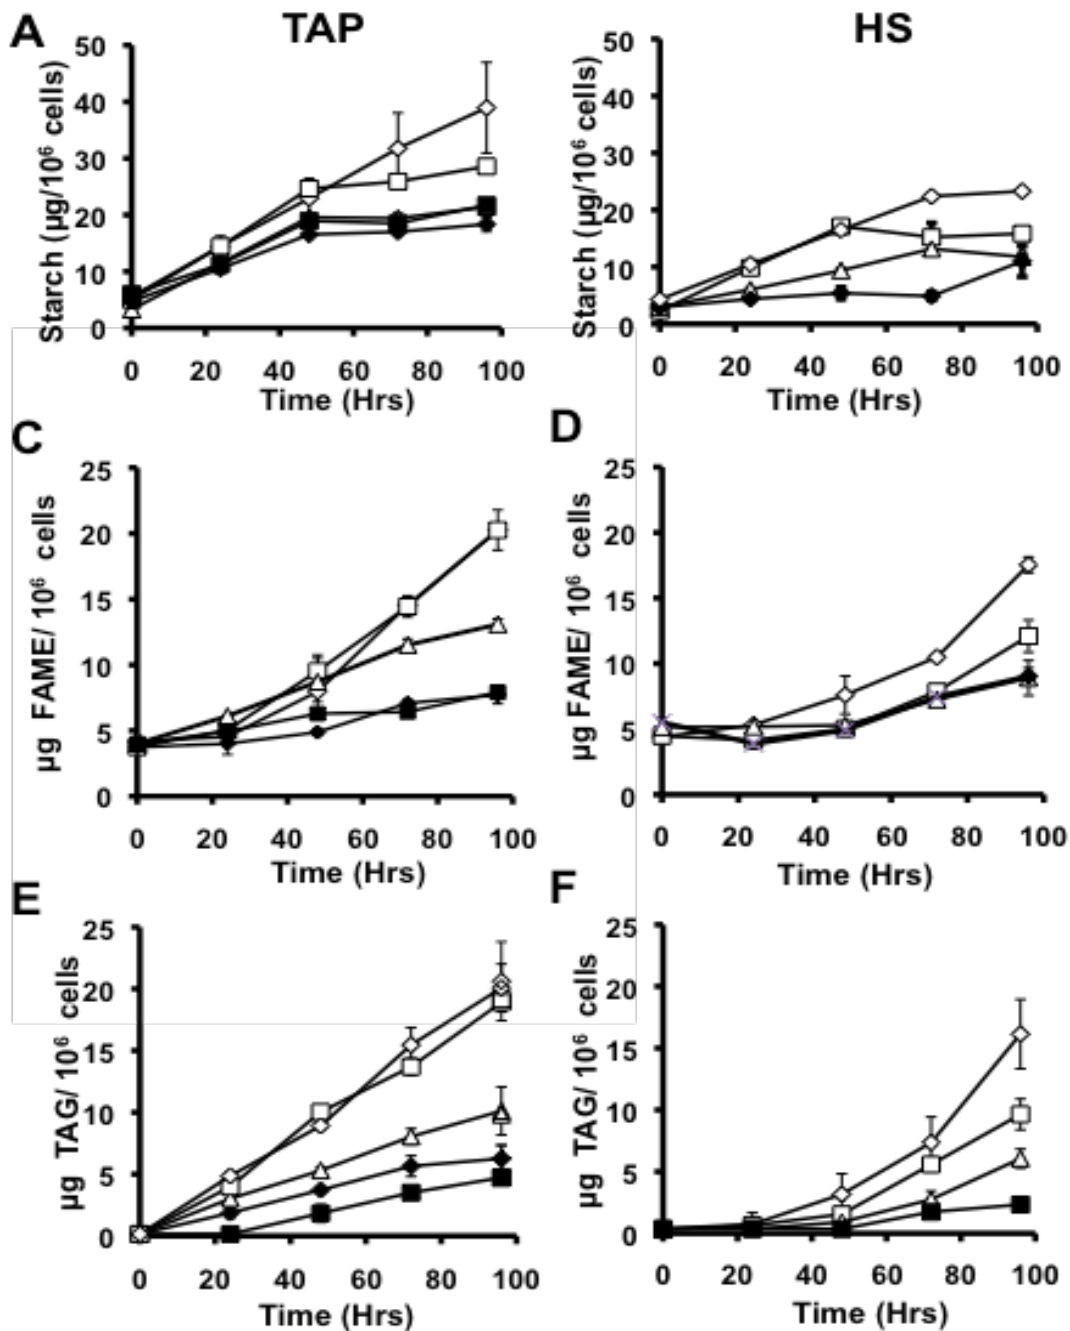 A TAP HS
Starch (µg/10⁶ cells)
50
40
30
20
10
0
0 20 40 60 80 100
Time (Hrs)
Starch (µg/10⁶ cells)
50
40
30
20
10
0
0 20 40 60 80 100
Time (Hrs)
C
µg FAME/ 10⁶ cells
25
20
15
10
5
0
0 20 40 60 80 100
Time (Hrs)
D
µg FAME/ 10⁶ cells
25
20
15
10
5
0
0 20 40 60 80 100
Time (Hrs)
E
µg TAG/ 10⁶ cells
25
20
15
10
5
0
0 20 40 60 80 100
Time (Hrs)
F
µg TAG/ 10⁶ cells
25
20
15
10
5
0
0 20 40 60 80 100
Time (Hrs)